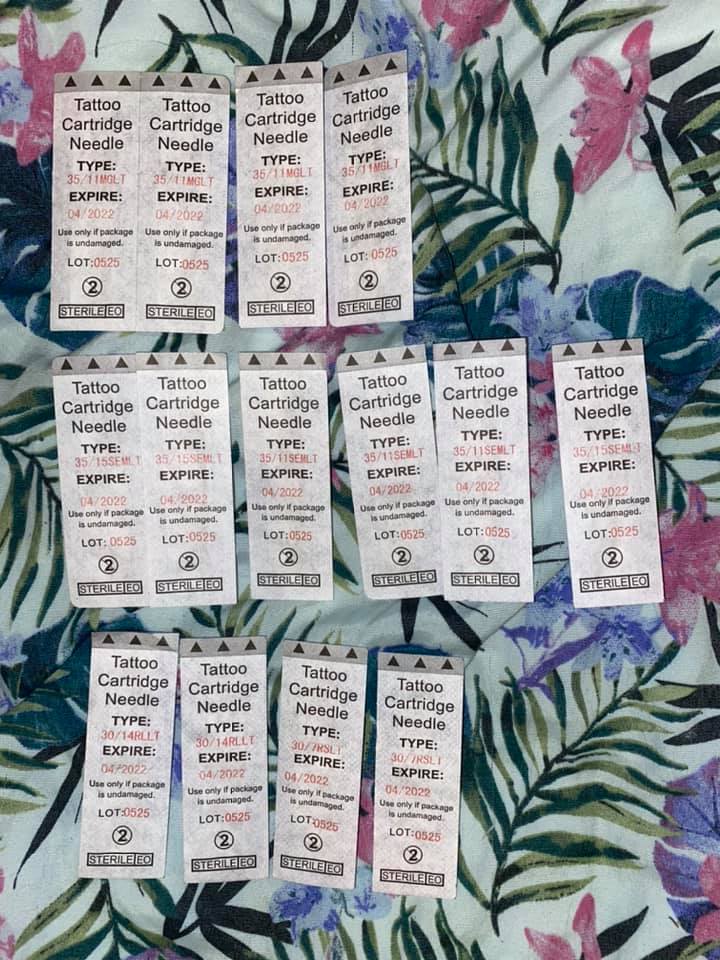 Tattoo
Cartridge
Needle
TYPE:
35/11MGLT
EXPIRE:
04/2022
Use only if package
is undamaged.
LOT:0525
2
STERILE EO
Tattoo
Cartridge
Needle
TYPE:
35/11MGLT
EXPIRE:
04/2022
Use only if package
is undamaged.
LOT:0525
2
STERILE EO
Tattoo
Cartridge
Needle
TYPE:
35/11MGLT
EXPIRE:
04/2022
Use only if package
is undamaged.
LOT:0525
2
STERILE EO
Tattoo
Cartridge
Needle
TYPE:
35/11MGLT
EXPIRE:
04/2022
Use only if package
is undamaged.
LOT:0525
2
STERILE EO
Tattoo
Cartridge
Needle
TYPE:
35/15SEMLT
EXPIRE:
04/2022
Use only if package
is undamaged.
LOT: 0525
2
STERILE EO
Tattoo
Cartridge
Needle
TYPE:
35/15SEMLT
EXPIRE:
04/2022
Use only if package
is undamaged.
LOT:0525
2
STERILE EO
Tattoo
Cartridge
Needle
TYPE:
35/11SEMLT
EXPIRE:
04/2022
Use only if package
is undamaged.
LOT:0525
2
STERILE EO
Tattoo
Cartridge
Needle
TYPE:
35/11SEMLT
EXPIRE:
04/2022
Use only if package
is undamaged.
LOT:0525
2
STERILE EO
Tattoo
Cartridge
Needle
TYPE:
35/11SEMLT
EXPIRE:
04/2022
Use only if package
is undamaged.
LOT:0525
2
STERILE EO
Tattoo
Cartridge
Needle
TYPE:
35/15SEMLT
EXPIRE:
04/2022
Use only if package
is undamaged.
LOT:0525
2
STERILE EO
Tattoo
Cartridge
Needle
TYPE:
30/14RLLT
EXPIRE:
04/2022
Use only if package
is undamaged.
LOT:0525
2
STERILE EO
Tattoo
Cartridge
Needle
TYPE:
30/14RLLT
EXPIRE:
04/2022
Use only if package
is undamaged.
LOT:0525
2
STERILE EO
Tattoo
Cartridge
Needle
TYPE:
30/7RSLT
EXPIRE:
04/2022
Use only if package
is undamaged.
LOT:0525
2
STERILE EO
Tattoo
Cartridge
Needle
TYPE:
30/7RSLT
EXPIRE:
04/2022
Use only if package
is undamaged.
LOT:0525
2
STERILE EO